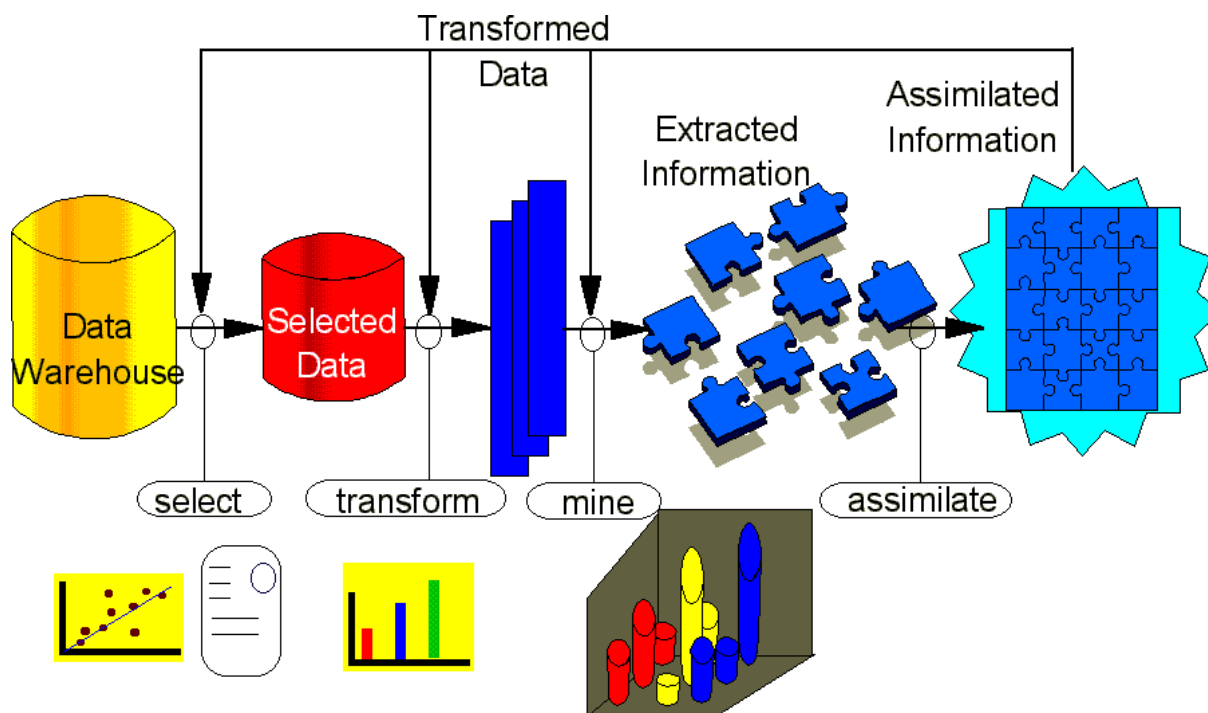 Transformed
Data
Assimilated
Information
Extracted
Information
Data
Warehouse
Selected
Data
select
transform
mine
assimilate